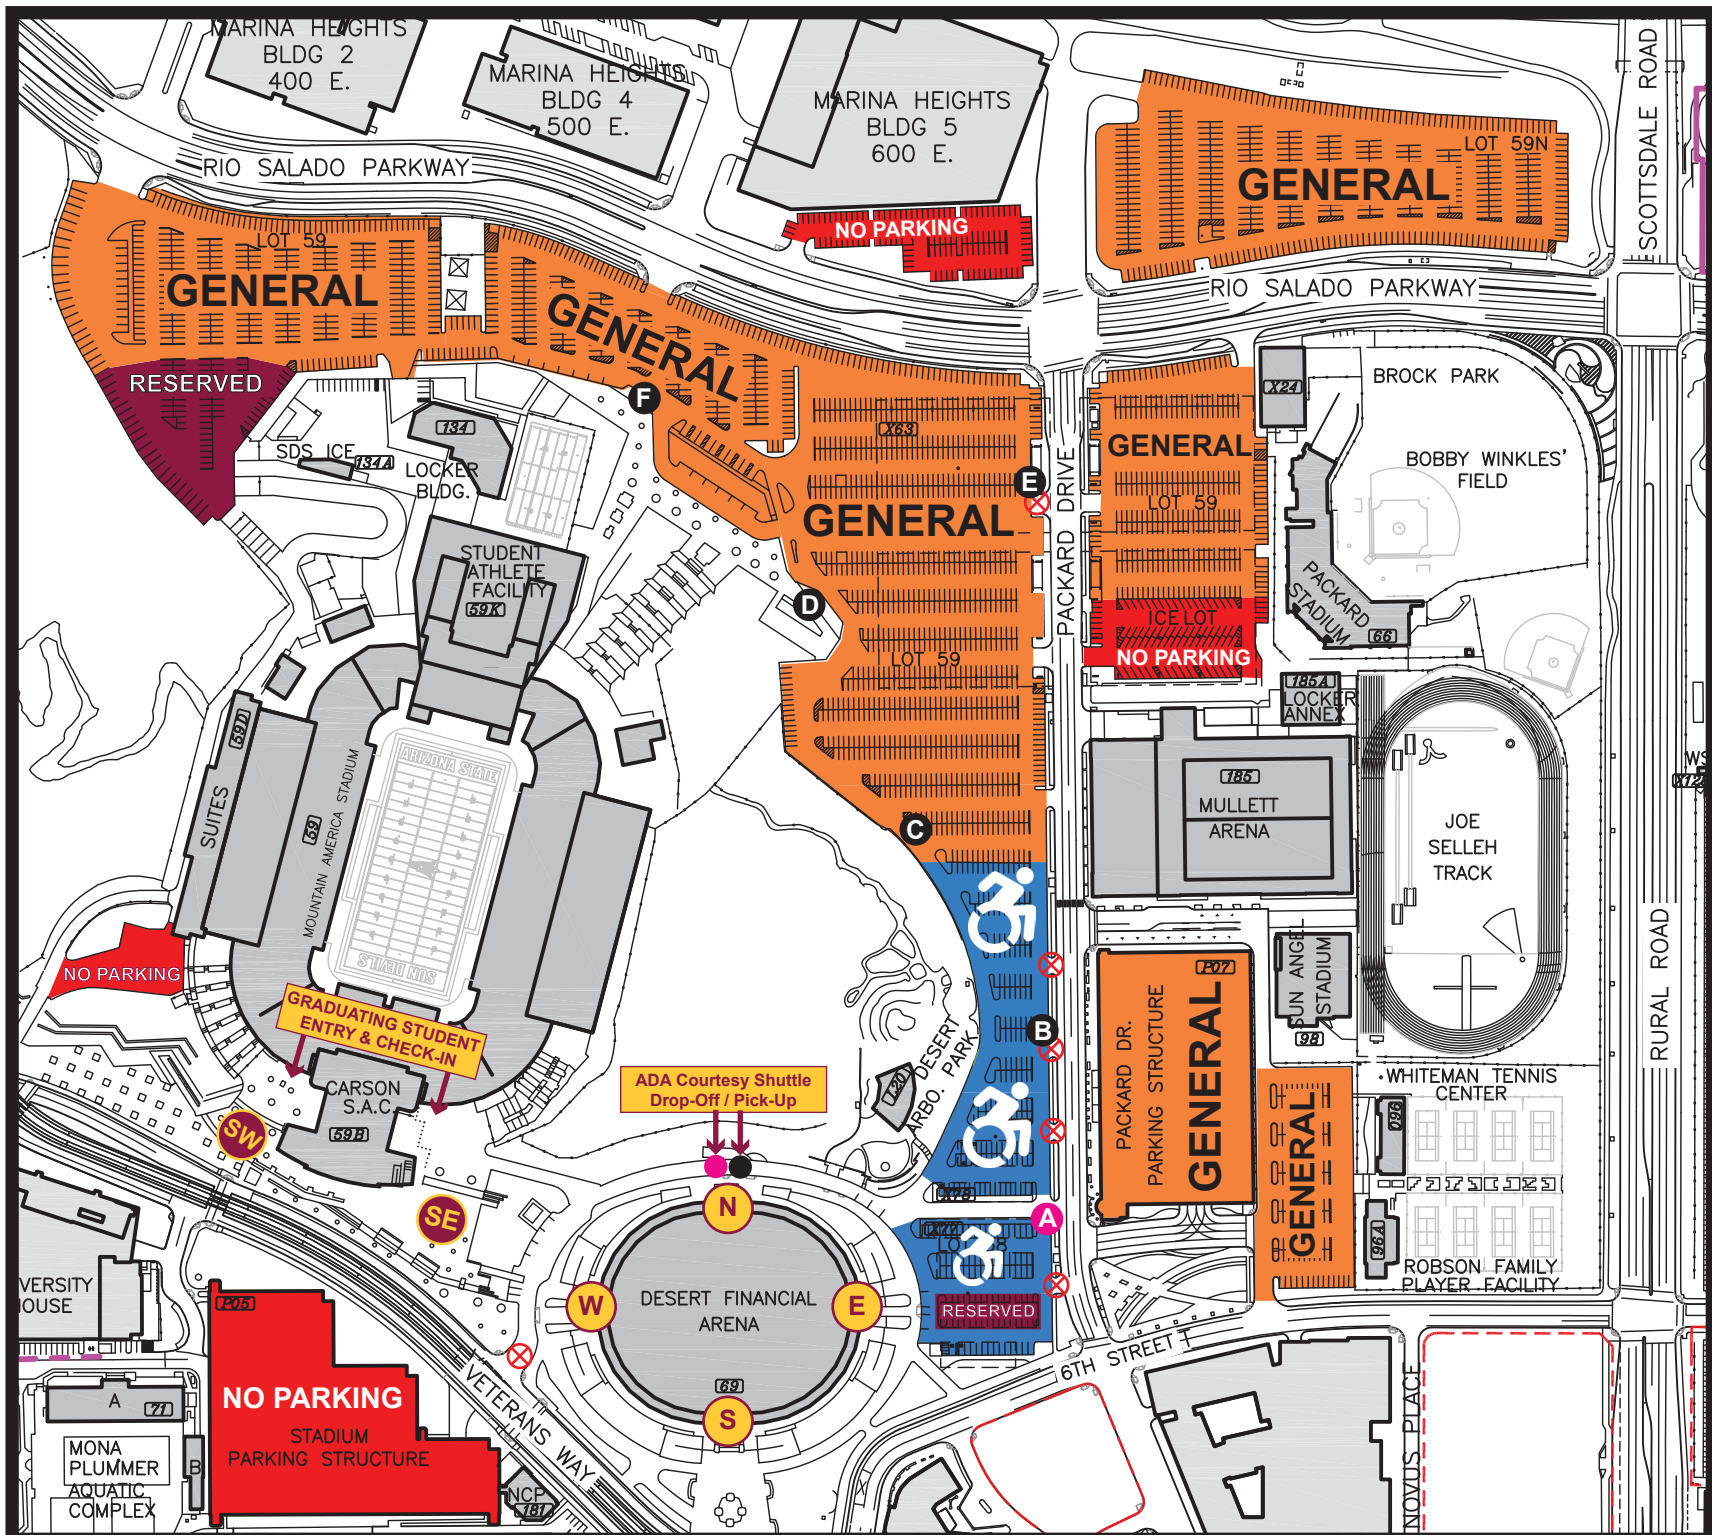 MARINA HEIGHTS
BLDG 2
400 E.
MARINA HEIGHTS
BLDG 4
500 E.
MARINA HEIGHTS
BLDG 5
600 E.
SCOTTSDALE ROAD
LOT 59N
GENERAL
RIO SALADO PARKWAY
NO PARKING
LOT 59
GENERAL
GENERAL
RIO SALADO PARKWAY
RESERVED
F
X63
GENERAL
LOT 59
X24
BROCK PARK
BOBBY WINKLES'
FIELD
SDS ICE
134A
134
LOCKER
BLDG.
E
GENERAL
PACKARD DRIVE
STUDENT
ATHLETE
FACILITY
59K
D
ICE LOT
NO PARKING
PACKARD
STADIUM
66
LOT 59
185A
LOCKER
ANNEX
59D
SUITES
59
MOUNTAIN AMERICA STADIUM
ARIZONA STATE
SUN DEVILS
185
MULLETT
ARENA
JOE
SELLEH
TRACK
WS
C
NO PARKING
GRADUATING STUDENT
ENTRY & CHECK-IN
RURAL ROAD
P07
PACKARD DR.
PARKING STRUCTURE
GENERAL
SUN ANGEL
STADIUM
98
B
DESERT
ARBO. PARK
120
CARSON
S.A.C.
59B
ADA Courtesy Shuttle
Drop-Off / Pick-Up
WHITEMAN TENNIS
CENTER
096
GENERAL
SW
SE
N
X78
A
X77
96A
ROBSON FAMILY
PLAYER FACILITY
VERSITY
HOUSE
P05
W
DESERT FINANCIAL
ARENA
E
RESERVED
69
S
6TH STREET
NO PARKING
STADIUM
PARKING STRUCTURE
VETERANS WAY
NOVUS PLACE
A
71
MONA
PLUMMER
AQUATIC
COMPLEX
B
NCP
181